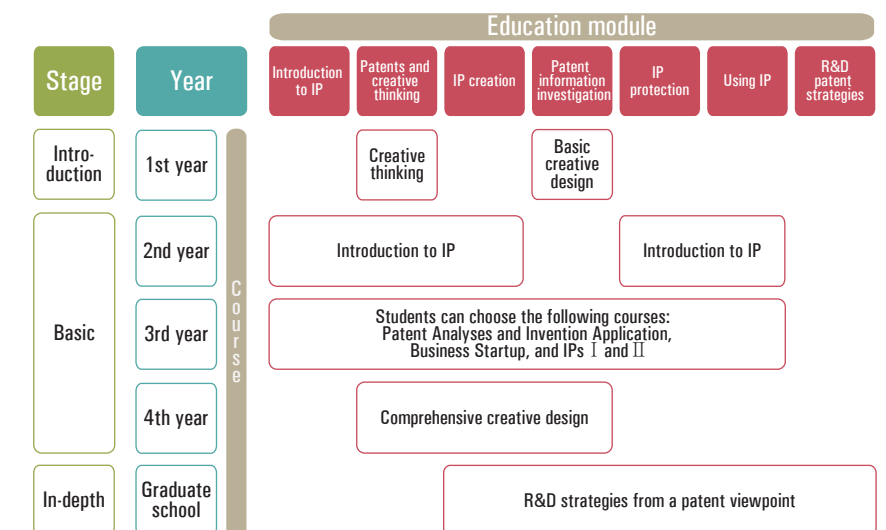 Education module
Stage
Year
Introduction
to IP
Patents and
creative
thinking
IP creation
Patent
information
investigation
IP
protection
Using IP
R&D
patent
strategies
Course
Intro-
duction
1st year
Creative
thinking
Basic
creative
design
Basic
2nd year
Introduction to IP
Introduction to IP
3rd year
Students can choose the following courses:
Patent Analyses and Invention Application,
Business Startup, and IPs Ⅰ and Ⅱ
4th year
Comprehensive creative design
In-depth
Graduate
school
R&D strategies from a patent viewpoint